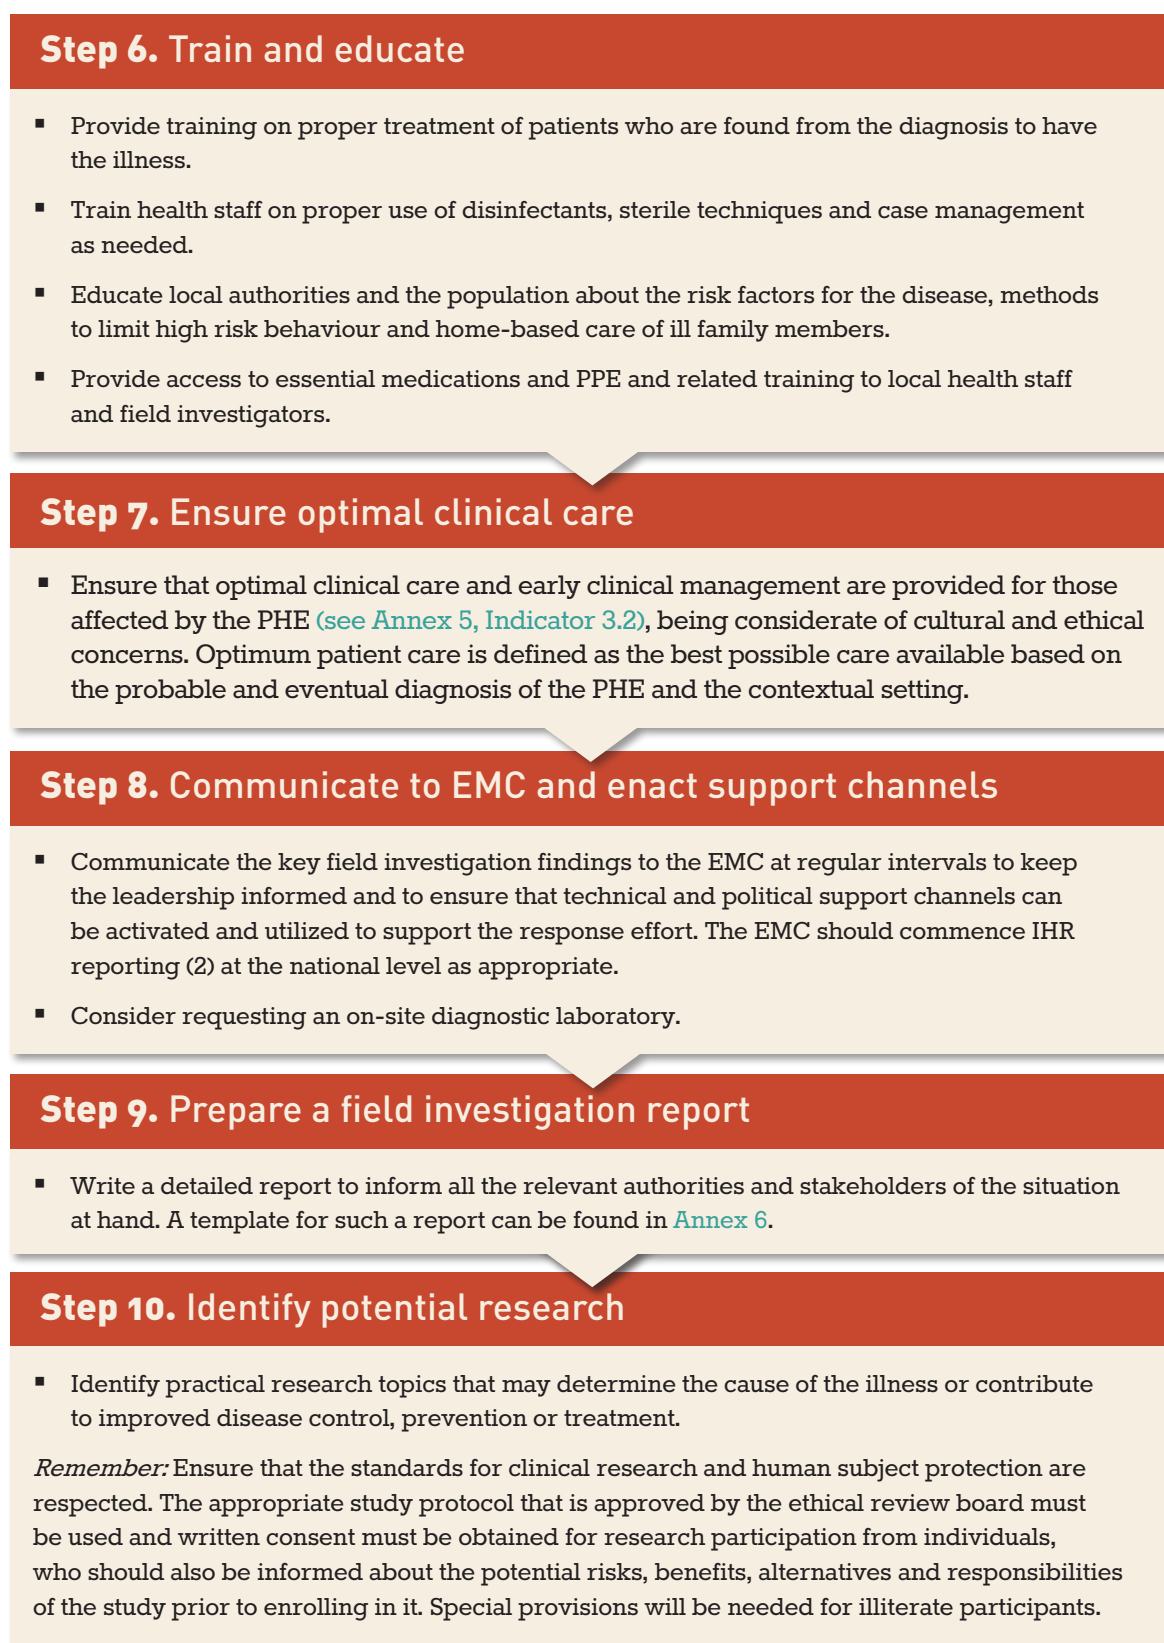 Step 6. Train and educate
▪ Provide training on proper treatment of patients who are found from the diagnosis to have
the illness.
▪ Train health staff on proper use of disinfectants, sterile techniques and case management
as needed.
▪ Educate local authorities and the population about the risk factors for the disease, methods
to limit high risk behaviour and home-based care of ill family members.
▪ Provide access to essential medications and PPE and related training to local health staff
and field investigators.
Step 7. Ensure optimal clinical care
▪ Ensure that optimal clinical care and early clinical management are provided for those
affected by the PHE (see Annex 5, Indicator 3.2), being considerate of cultural and ethical
concerns. Optimum patient care is defined as the best possible care available based on
the probable and eventual diagnosis of the PHE and the contextual setting.
Step 8. Communicate to EMC and enact support channels
▪ Communicate the key field investigation findings to the EMC at regular intervals to keep
the leadership informed and to ensure that technical and political support channels can
be activated and utilized to support the response effort. The EMC should commence IHR
reporting (2) at the national level as appropriate.
▪ Consider requesting an on-site diagnostic laboratory.
Step 9. Prepare a field investigation report
▪ Write a detailed report to inform all the relevant authorities and stakeholders of the situation
at hand. A template for such a report can be found in Annex 6.
Step 10. Identify potential research
▪ Identify practical research topics that may determine the cause of the illness or contribute
to improved disease control, prevention or treatment.
Remember: Ensure that the standards for clinical research and human subject protection are
respected. The appropriate study protocol that is approved by the ethical review board must
be used and written consent must be obtained for research participation from individuals,
who should also be informed about the potential risks, benefits, alternatives and responsibilities
of the study prior to enrolling in it. Special provisions will be needed for illiterate participants.